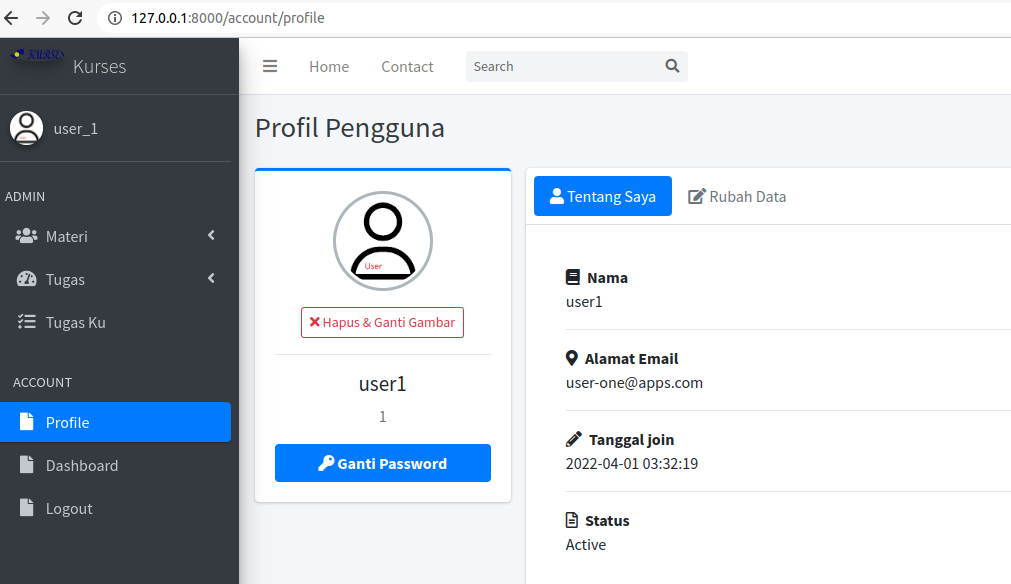 127.0.0.1:8000/account/profile
KURSES
Kurses
Home
Contact
Search
user_1
Profil Pengguna
ADMIN
Materi
Tugas
Tugas Ku
ACCOUNT
Profile
Dashboard
Logout
User
Hapus & Ganti Gambar
user1
1
Ganti Password
Tentang Saya
Rubah Data
Nama
user1
Alamat Email
user-one@apps.com
Tanggal join
2022-04-01 03:32:19
Status
Active